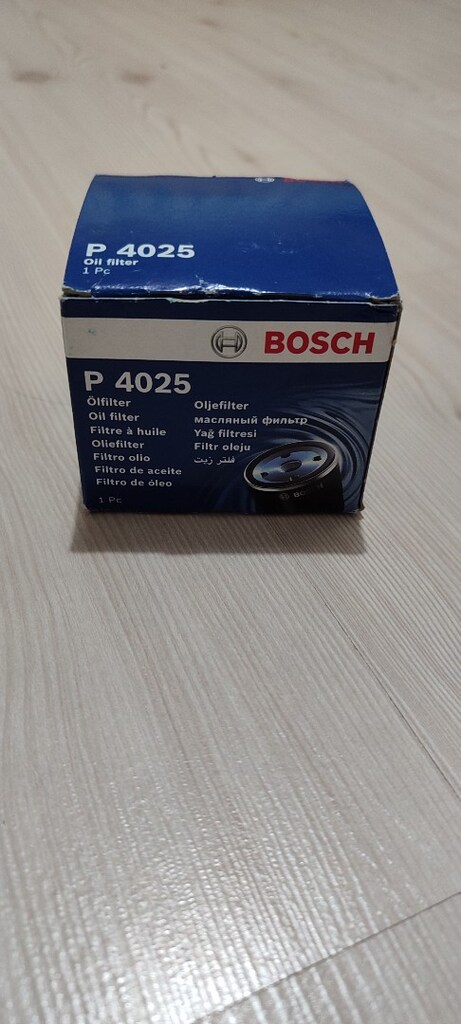 P 4025
Oil filter
1 Pc
BOSCH
P 4025
Ölfilter
Oil filter
Filtre à huile
Oliefilter
Filtro olio
Filtro de aceite
Filtro de óleo
1 Pc
Oljefilter
масляный фильтр
Yağ filtresi
Filtr oleju
فلتر زيت
BOSCH